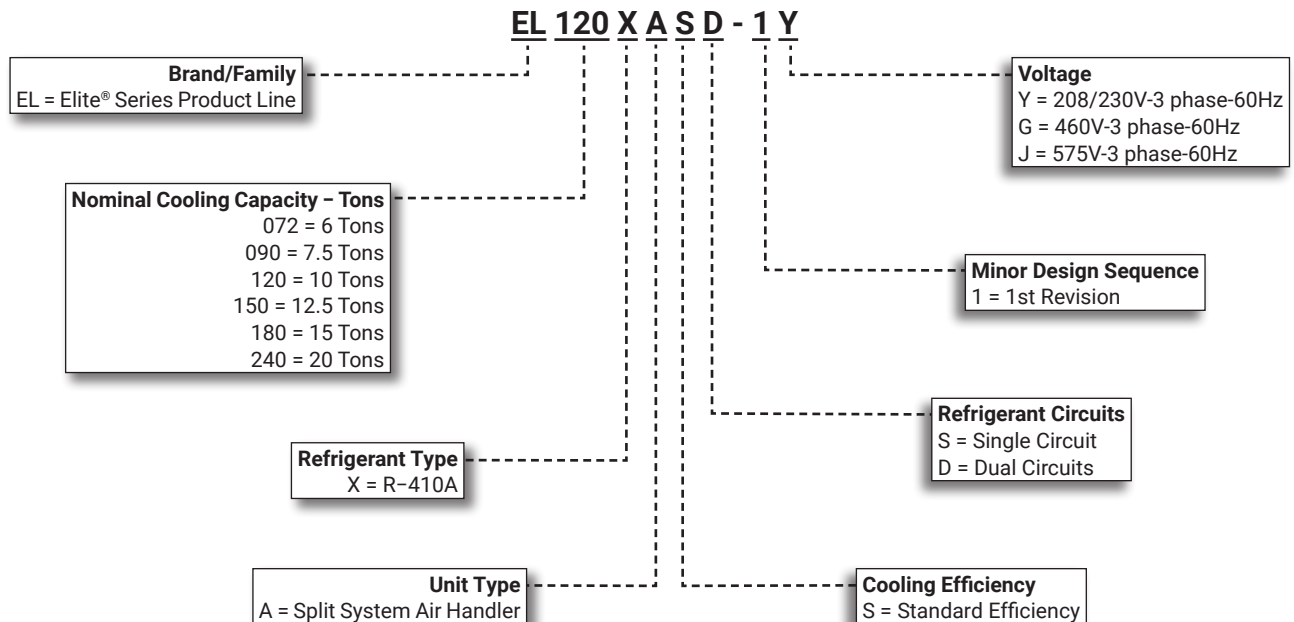 EL 120 X A S D - 1 Y
Brand/Family
EL = Elite® Series Product Line
Voltage
Y = 208/230V-3 phase-60Hz
G = 460V-3 phase-60Hz
J = 575V-3 phase-60Hz
Nominal Cooling Capacity – Tons
072 = 6 Tons
090 = 7.5 Tons
120 = 10 Tons
150 = 12.5 Tons
180 = 15 Tons
240 = 20 Tons
Minor Design Sequence
1 = 1st Revision
Refrigerant Circuits
S = Single Circuit
D = Dual Circuits
Refrigerant Type
X = R–410A
Unit Type
A = Split System Air Handler
Cooling Efficiency
S = Standard Efficiency